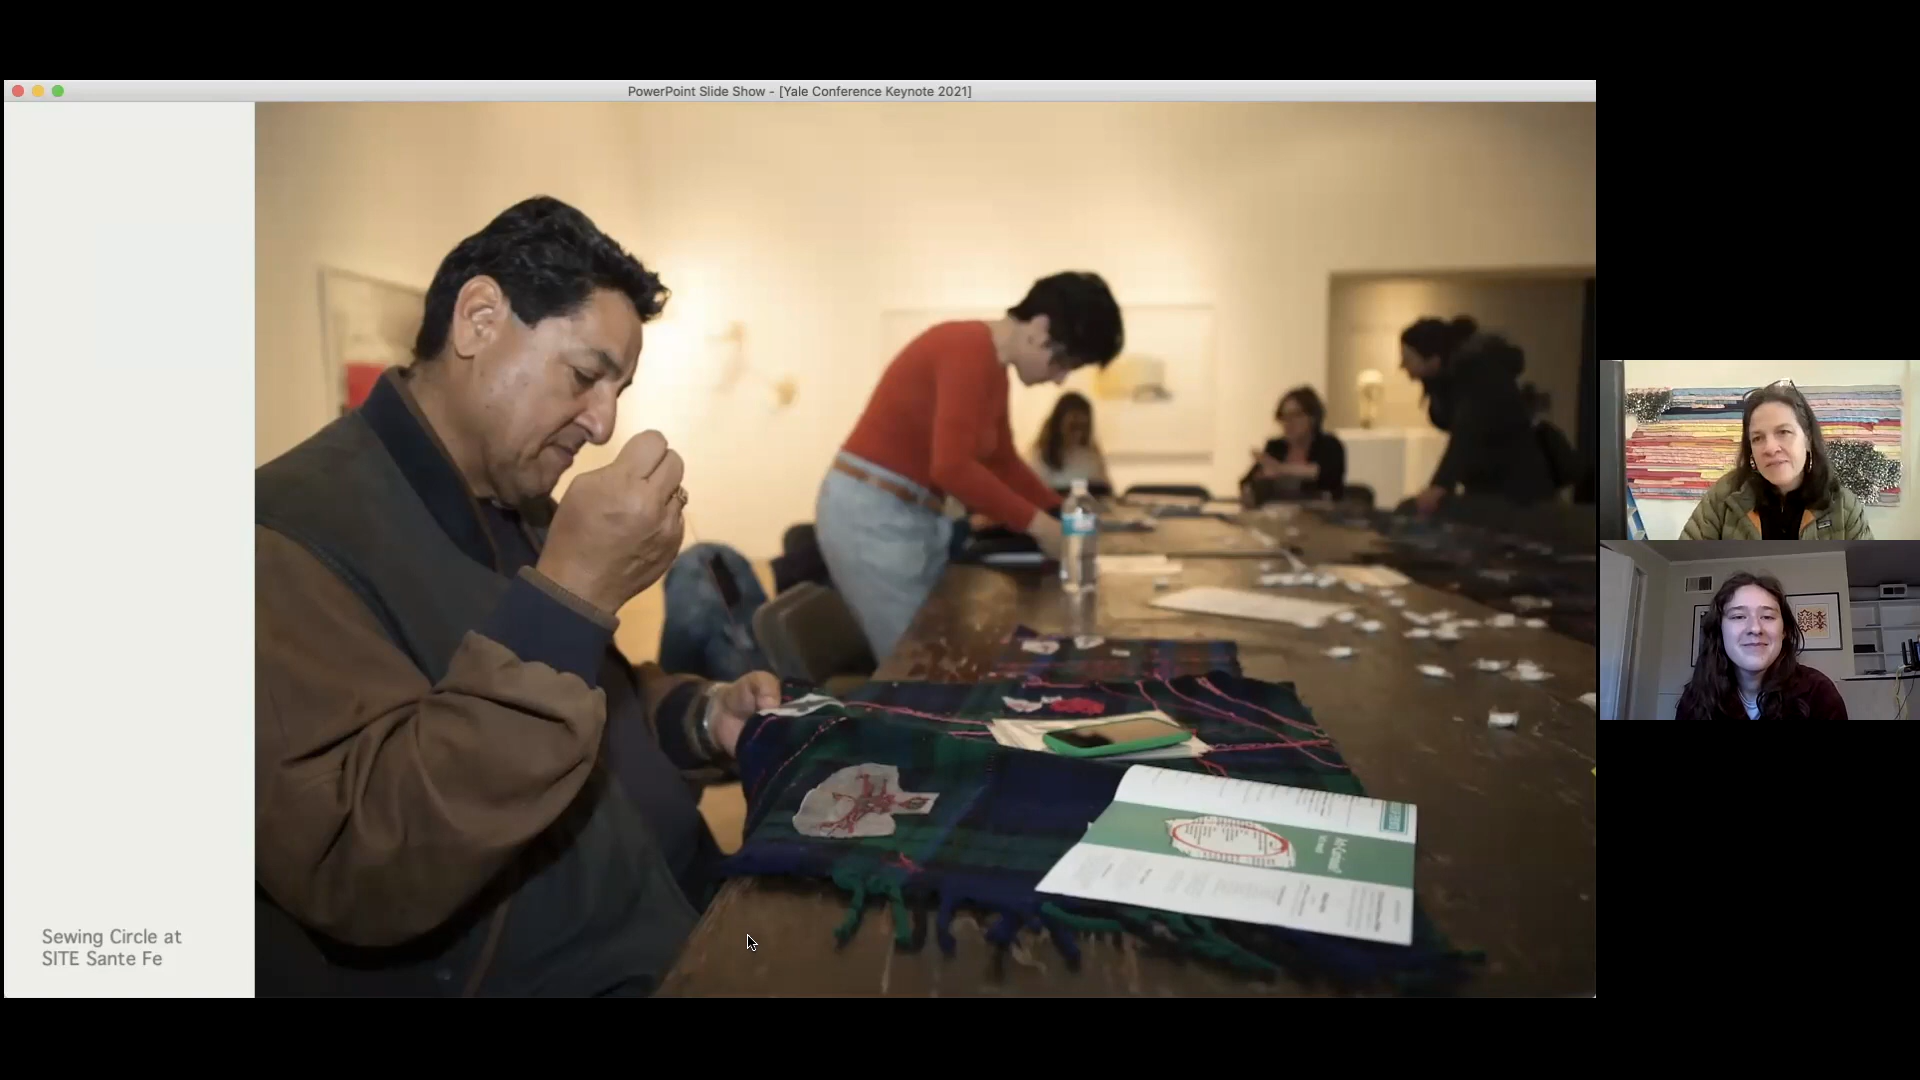 PowerPoint Slide Show - [Yale Conference Keynote 2021]
Sewing Circle at
SITE Sante Fe